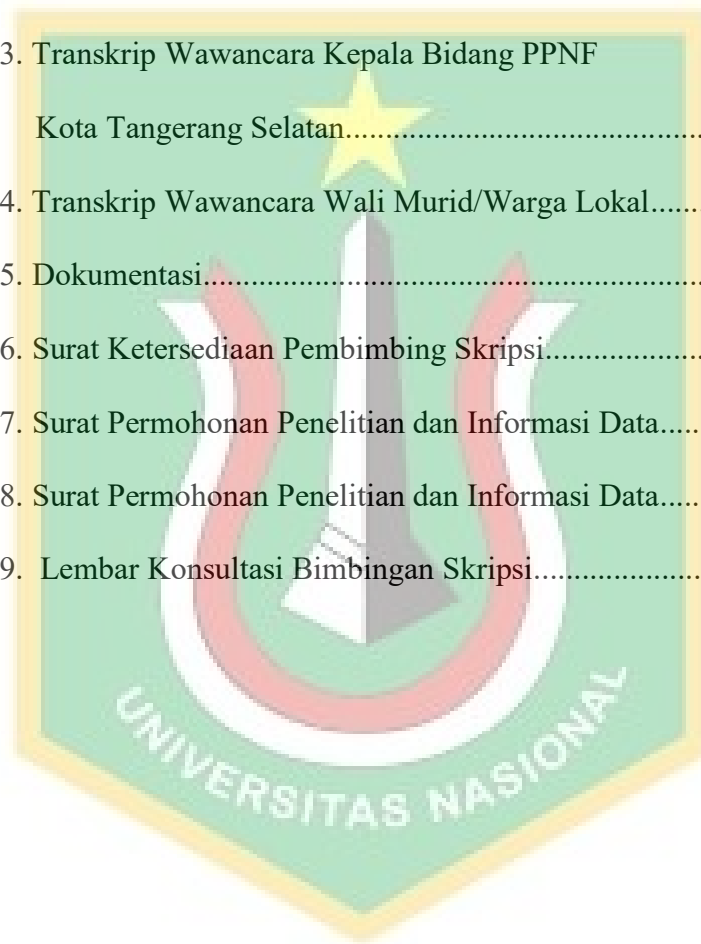 3. Transkrip Wawancara Kepala Bidang PPNF
Kota Tangerang Selatan.......................................
4. Transkrip Wawancara Wali Murid/Warga Lokal......
5. Dokumentasi.......................................................
6. Surat Ketersediaan Pembimbing Skripsi.................
7. Surat Permohonan Penelitian dan Informasi Data.....
8. Surat Permohonan Penelitian dan Informasi Data.....
9. Lembar Konsultasi Bimbingan Skripsi..................
UNIVERSITAS NASIONAL